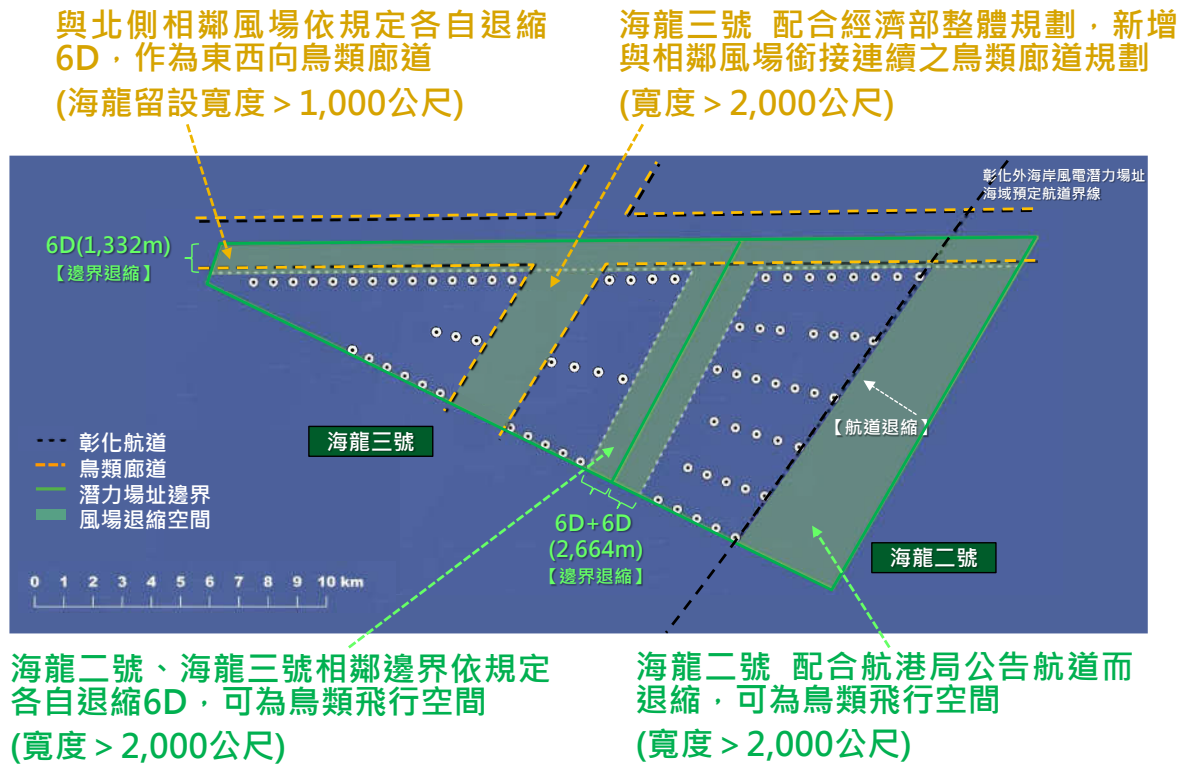 與北側相鄰風場依規定各自退縮
6D，作為東西向鳥類廊道
(海龍留設寬度＞1,000公尺)
海龍三號 配合經濟部整體規劃，新增
與相鄰風場銜接連續之鳥類廊道規劃
(寬度＞2,000公尺)
彰化外海岸風電潛力場址
海域預定航道界線
6D(1,332m)
【邊界退縮】
【航道退縮】
海龍三號
彰化航道
鳥類廊道
潛力場址邊界
風場退縮空間
6D+6D
(2,664m)
【邊界退縮】
海龍二號
0 1 2 3 4 5 6 7 8 9 10 km
海龍二號、海龍三號相鄰邊界依規定
各自退縮6D，可為鳥類飛行空間
(寬度＞2,000公尺)
海龍二號 配合航港局公告航道而
退縮，可為鳥類飛行空間
(寬度＞2,000公尺)